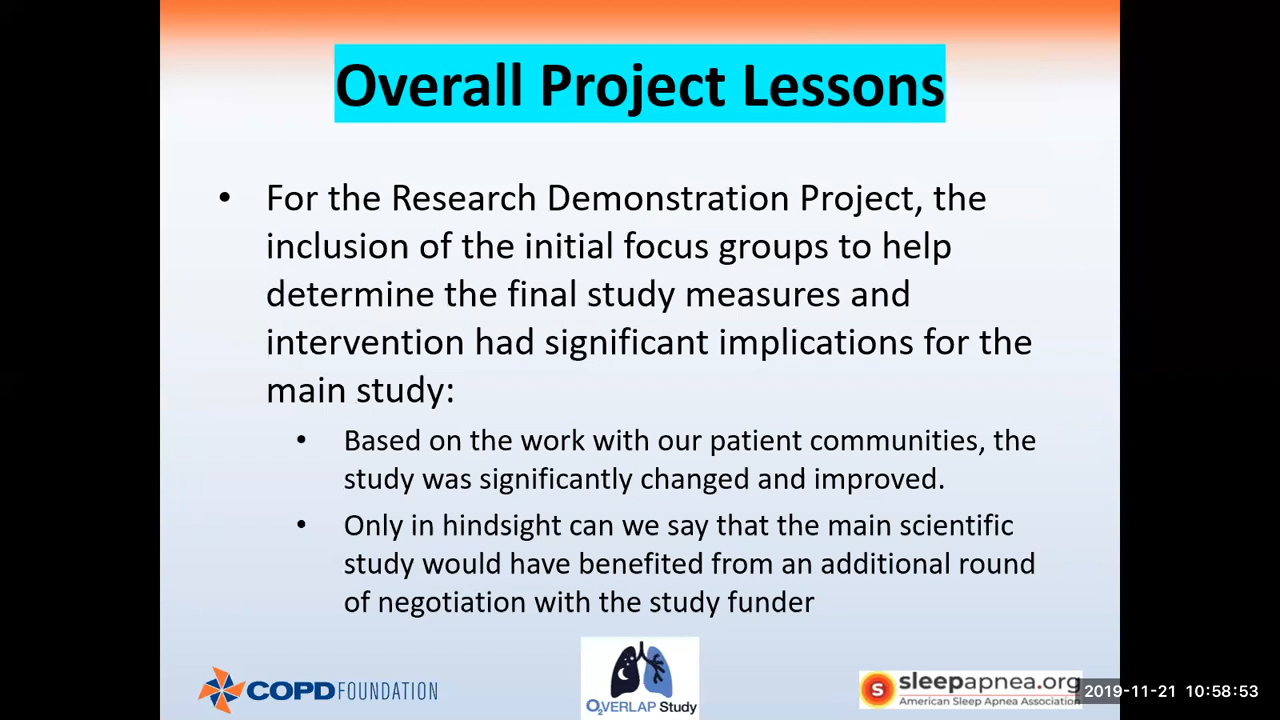 Overall Project Lessons
• For the Research Demonstration Project, the
inclusion of the initial focus groups to help
determine the final study measures and
intervention had significant implications for the
main study:
• Based on the work with our patient communities, the
study was significantly changed and improved.
• Only in hindsight can we say that the main scientific
study would have benefited from an additional round
of negotiation with the study funder
COPD FOUNDATION
O2VERLAP Study
S sleepapnea.org
American Sleep Apnea Association
2019-11-21 10:58:53